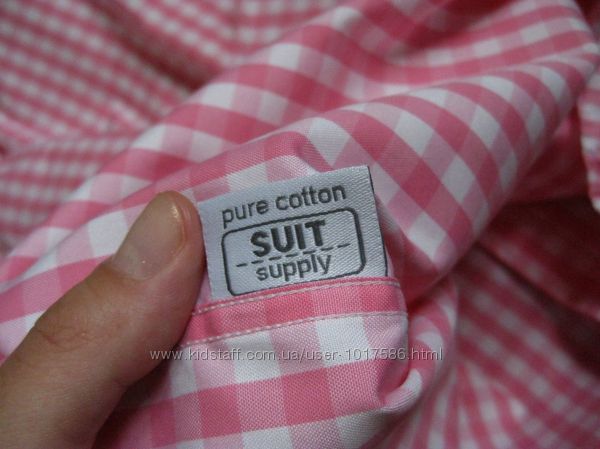 pure cotton
SUIT
supply
www.kidstaff.com.ua/user-1017586.html